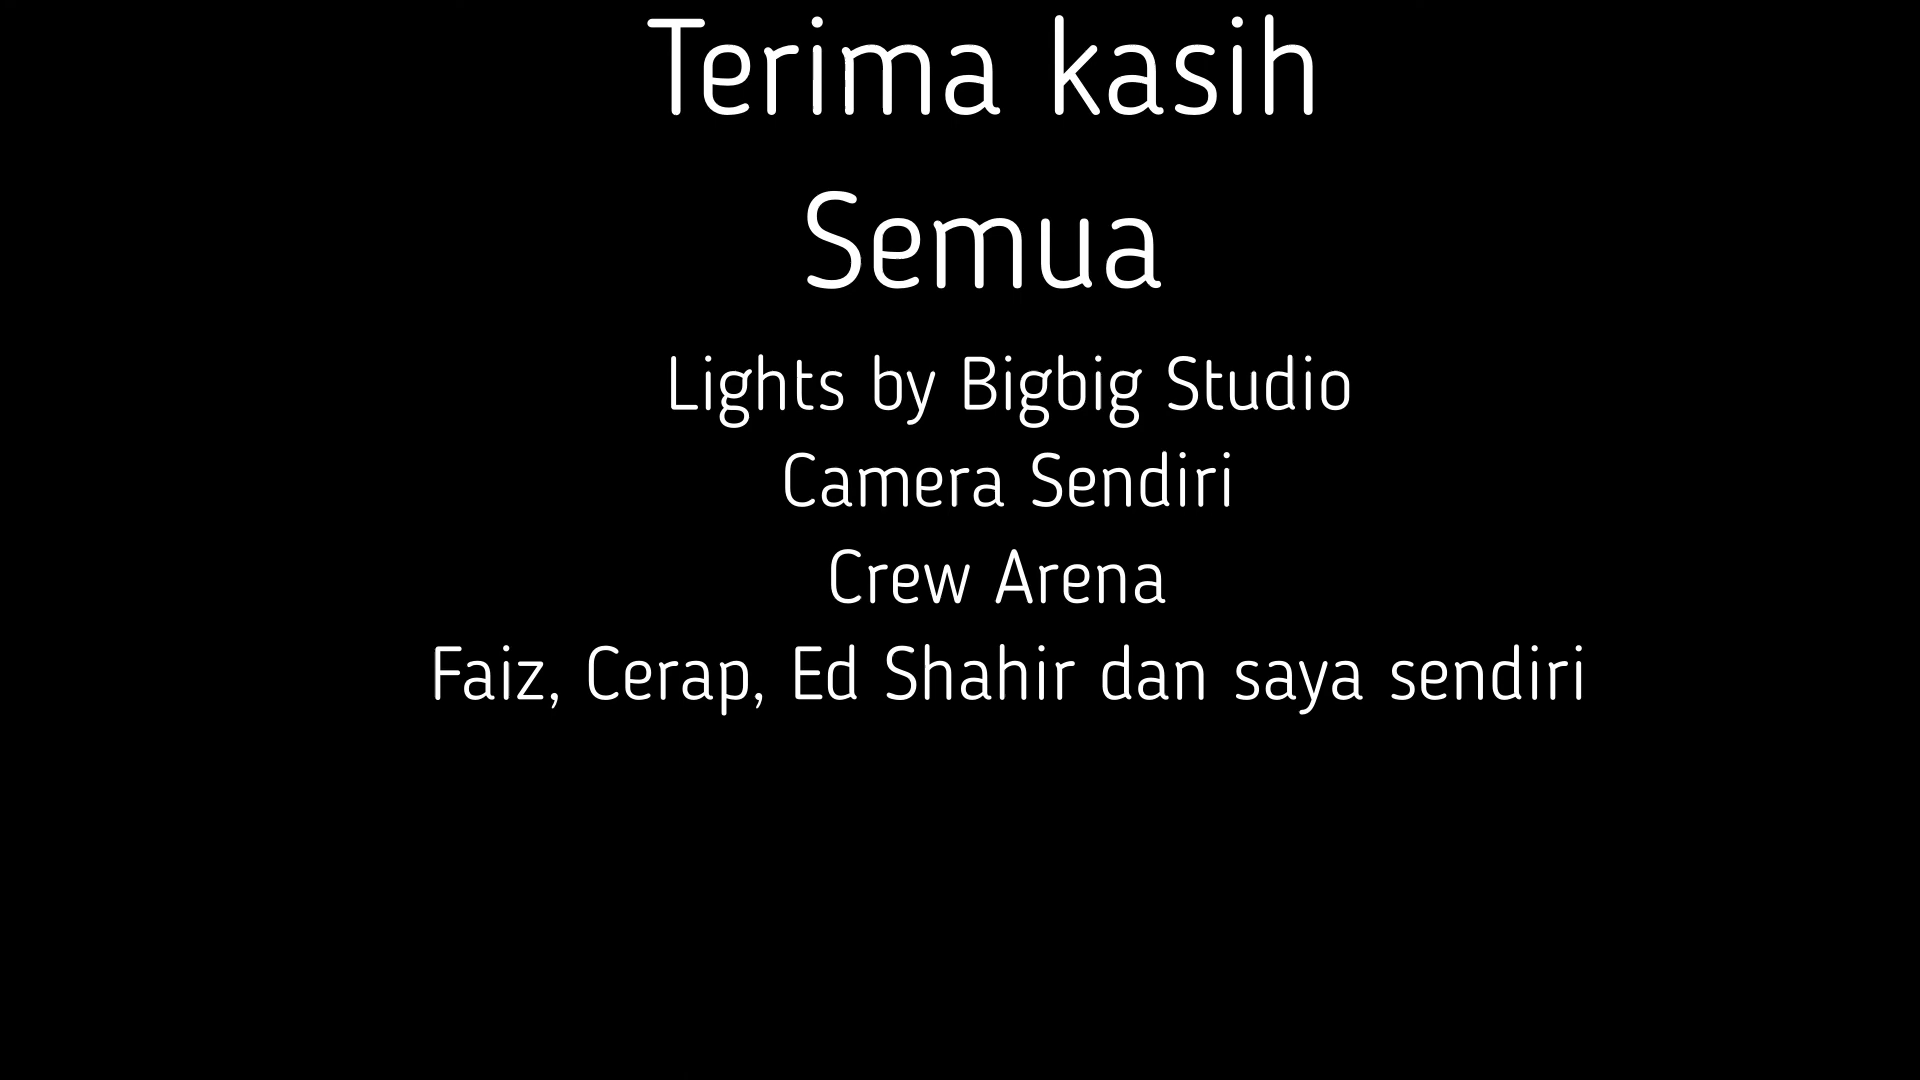 Terima kasih
Semua
Lights by Bigbig Studio
Camera Sendiri
Crew Arena
Faiz, Cerap, Ed Shahir dan saya sendiri